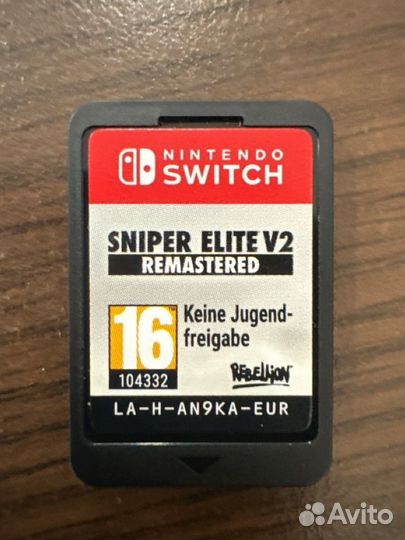 NINTENDO
SWITCH
SNIPER ELITE V2
REMASTERED
16
104332
Keine Jugend-
freigabe
REBELLION
LA-H-AN9KA-EUR
Avito